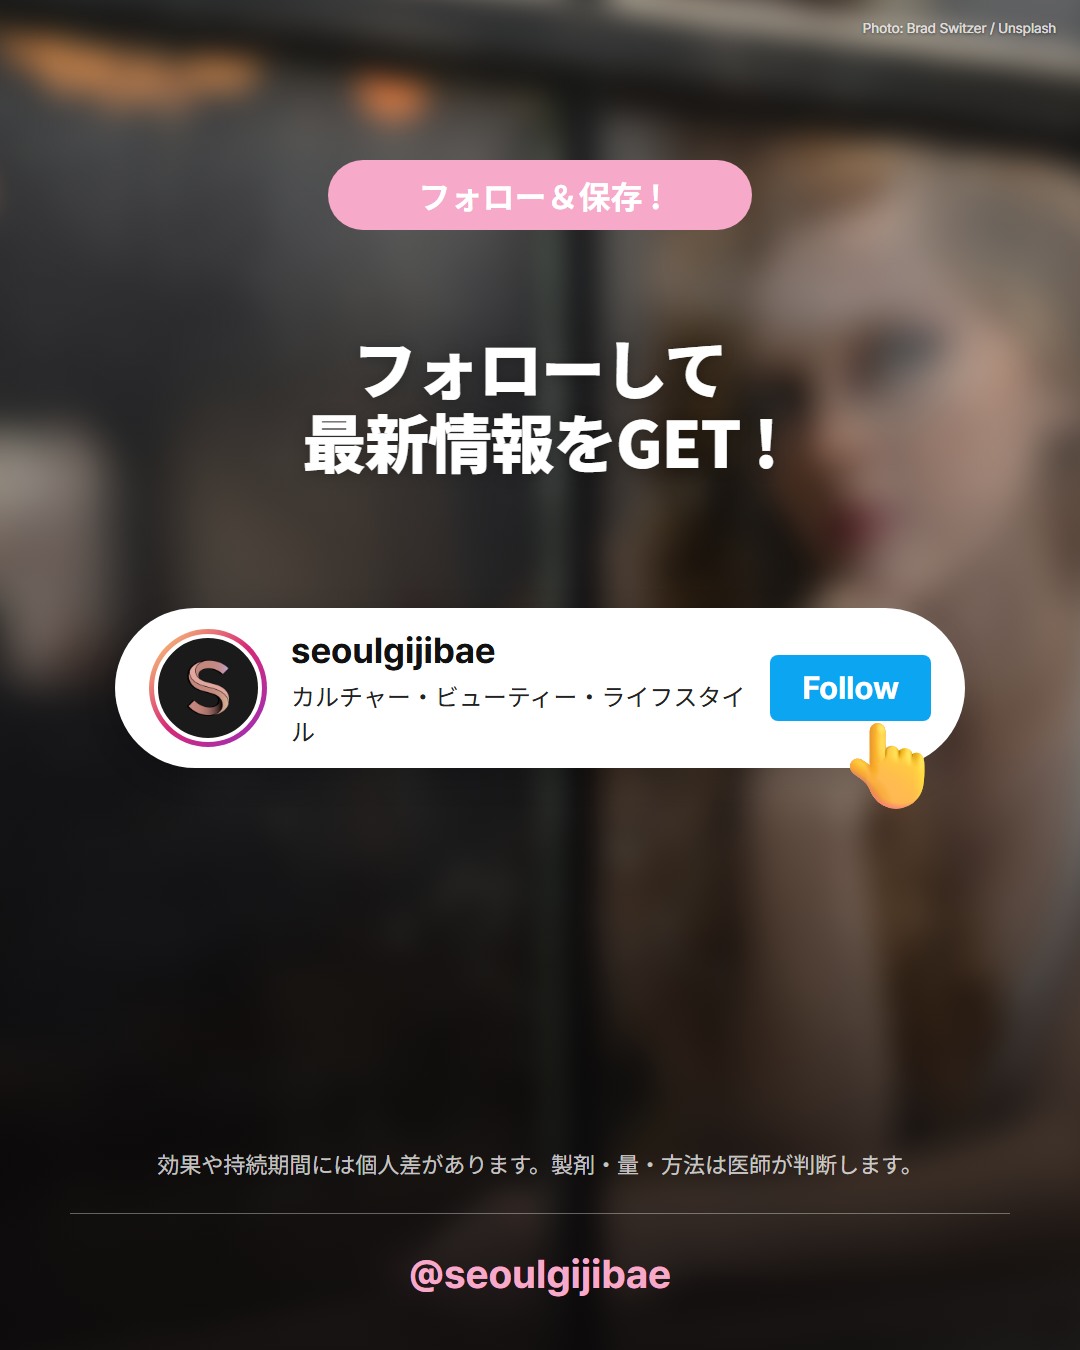 Photo: Brad Switzer / Unsplash
フォロー＆保存！
フォローして
最新情報をGET！
S
seoulgijibae
カルチャー・ビューティー・ライフスタイ
ル
Follow
効果や持続期間には個人差があります。製剤・量・方法は医師が判断します。
@seoulgijibae